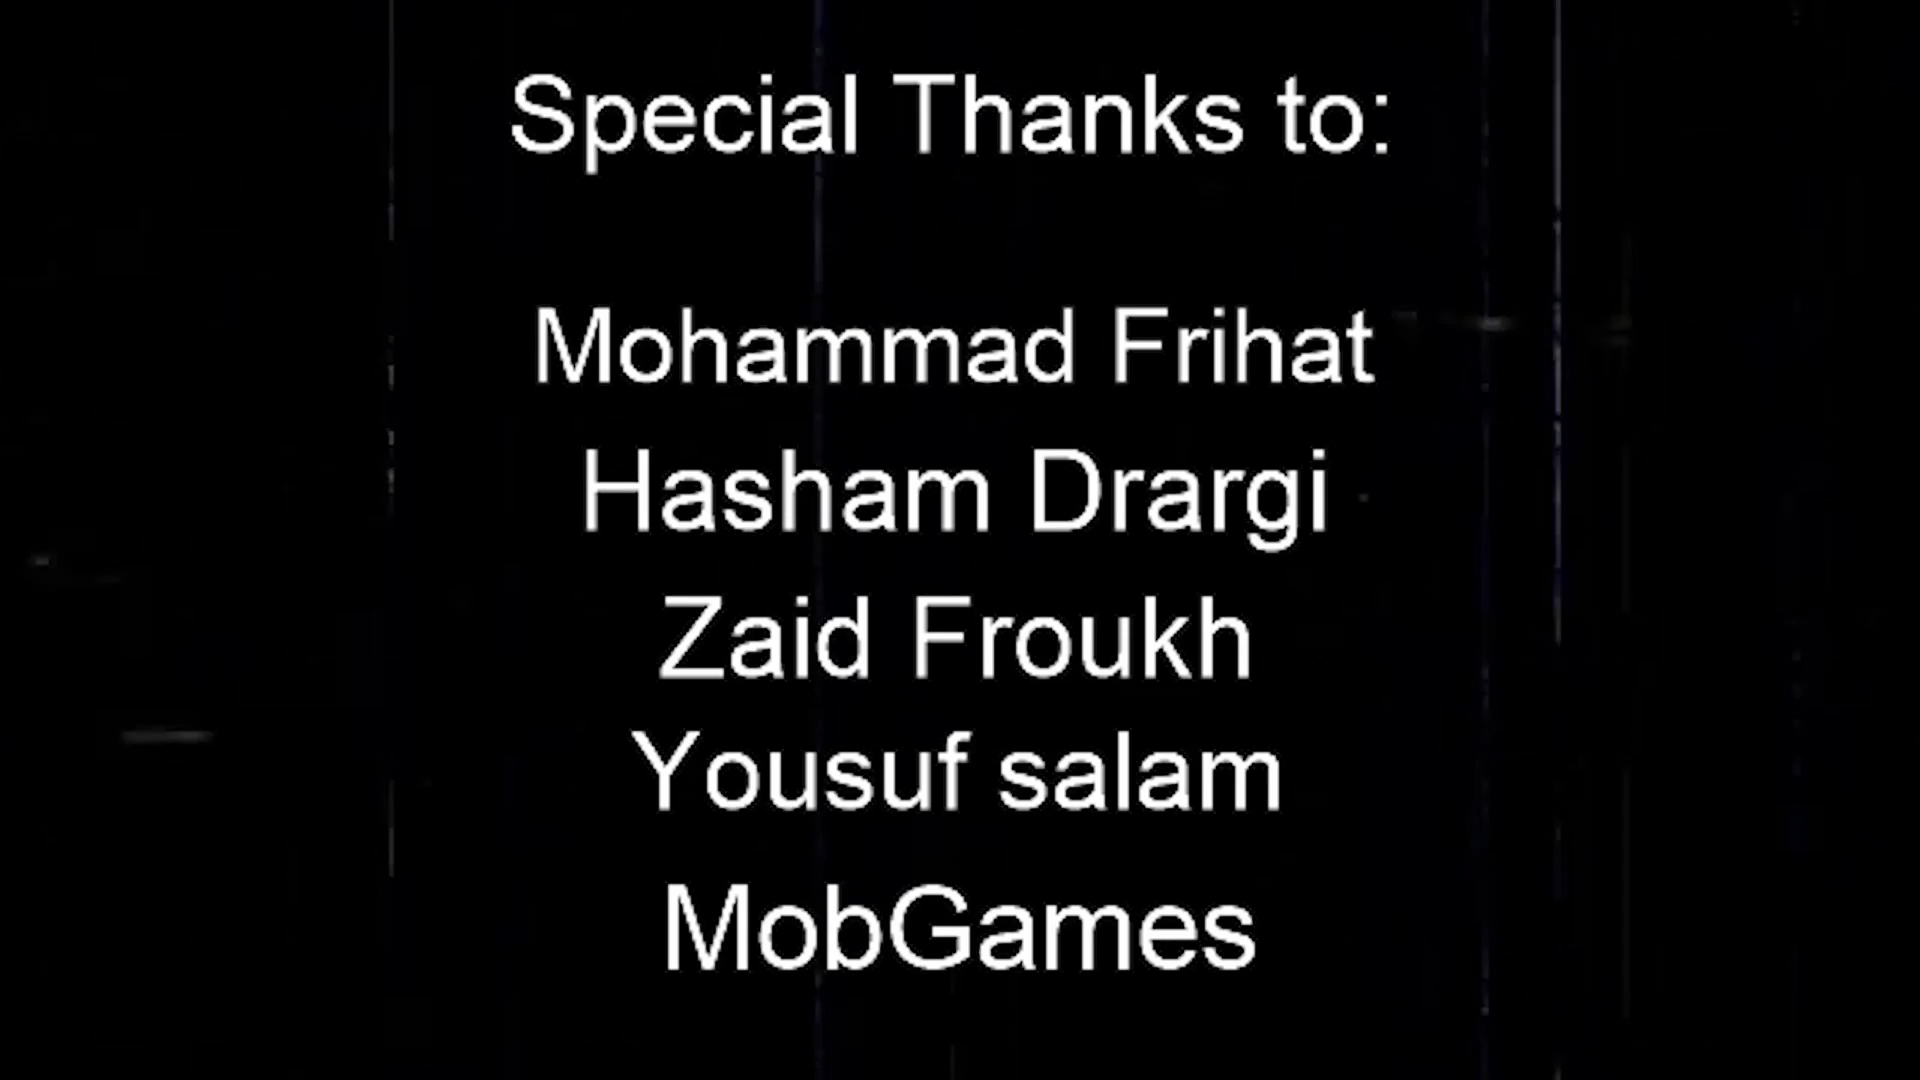 Special Thanks to:
Mohammad Frihat
Hasham Drargi
Zaid Froukh
Yousuf salam
MobGames